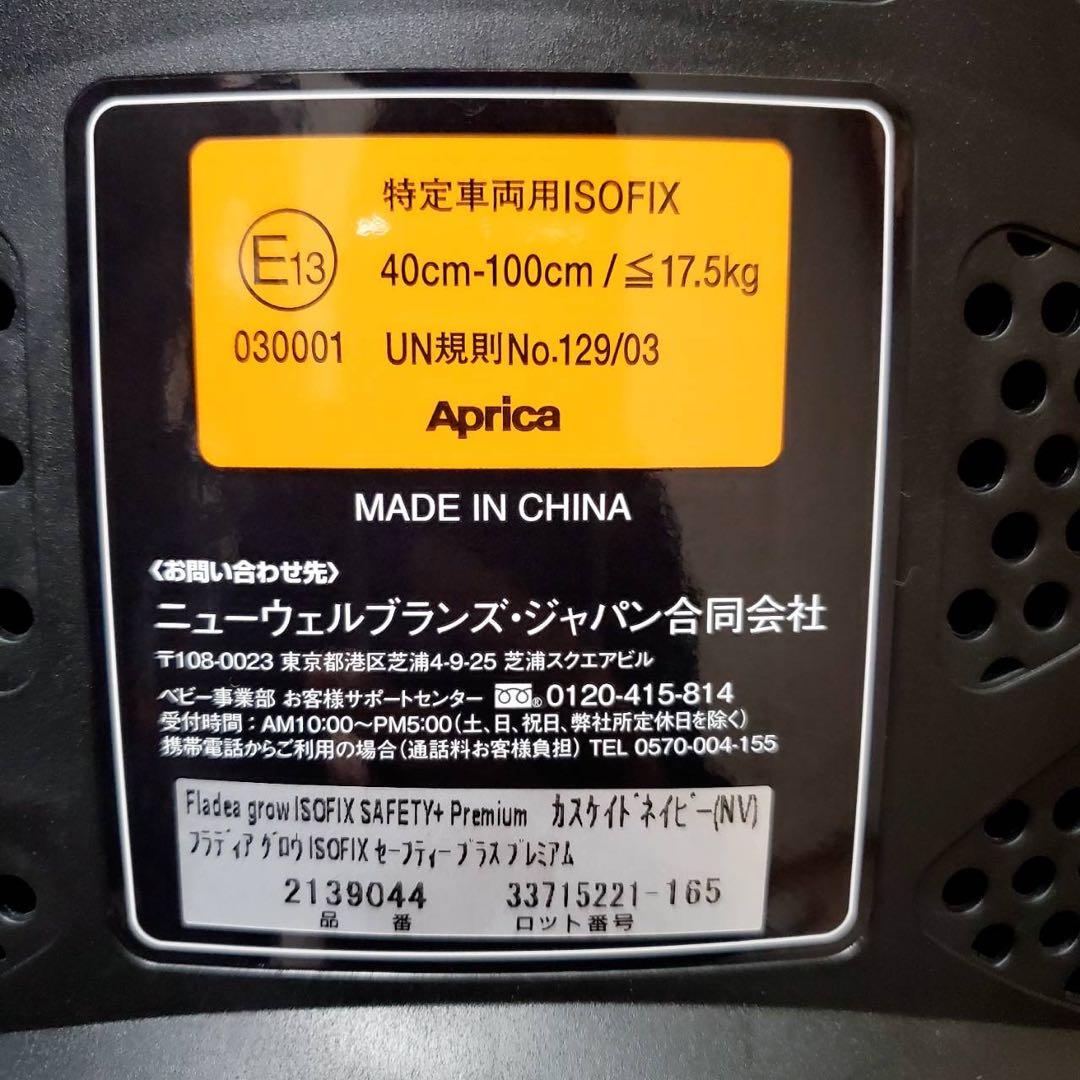 特定車両用ISOFIX
E13
40cm-100cm / ≦17.5kg
030001 UN規則No.129/03
Aprica
MADE IN CHINA
〈お問い合わせ先〉
ニューウェルブランズ・ジャパン合同会社
〒108-0023 東京都港区芝浦4-9-25 芝浦スクエアビル
ベビー事業部 お客様サポートセンター ® 0120-415-814
受付時間：AM10:00〜PM5:00（土、日、祝日、弊社所定休日を除く）
携帯電話からご利用の場合（通話料お客様負担）TEL 0570-004-155
Fladea grow ISOFIX SAFETY+ Premium カスケイドネイビー(NV)
フラディア グロウ ISOFIX セーフティー プラス プレミアム
2139044 33715221-165
品番 ロット番号